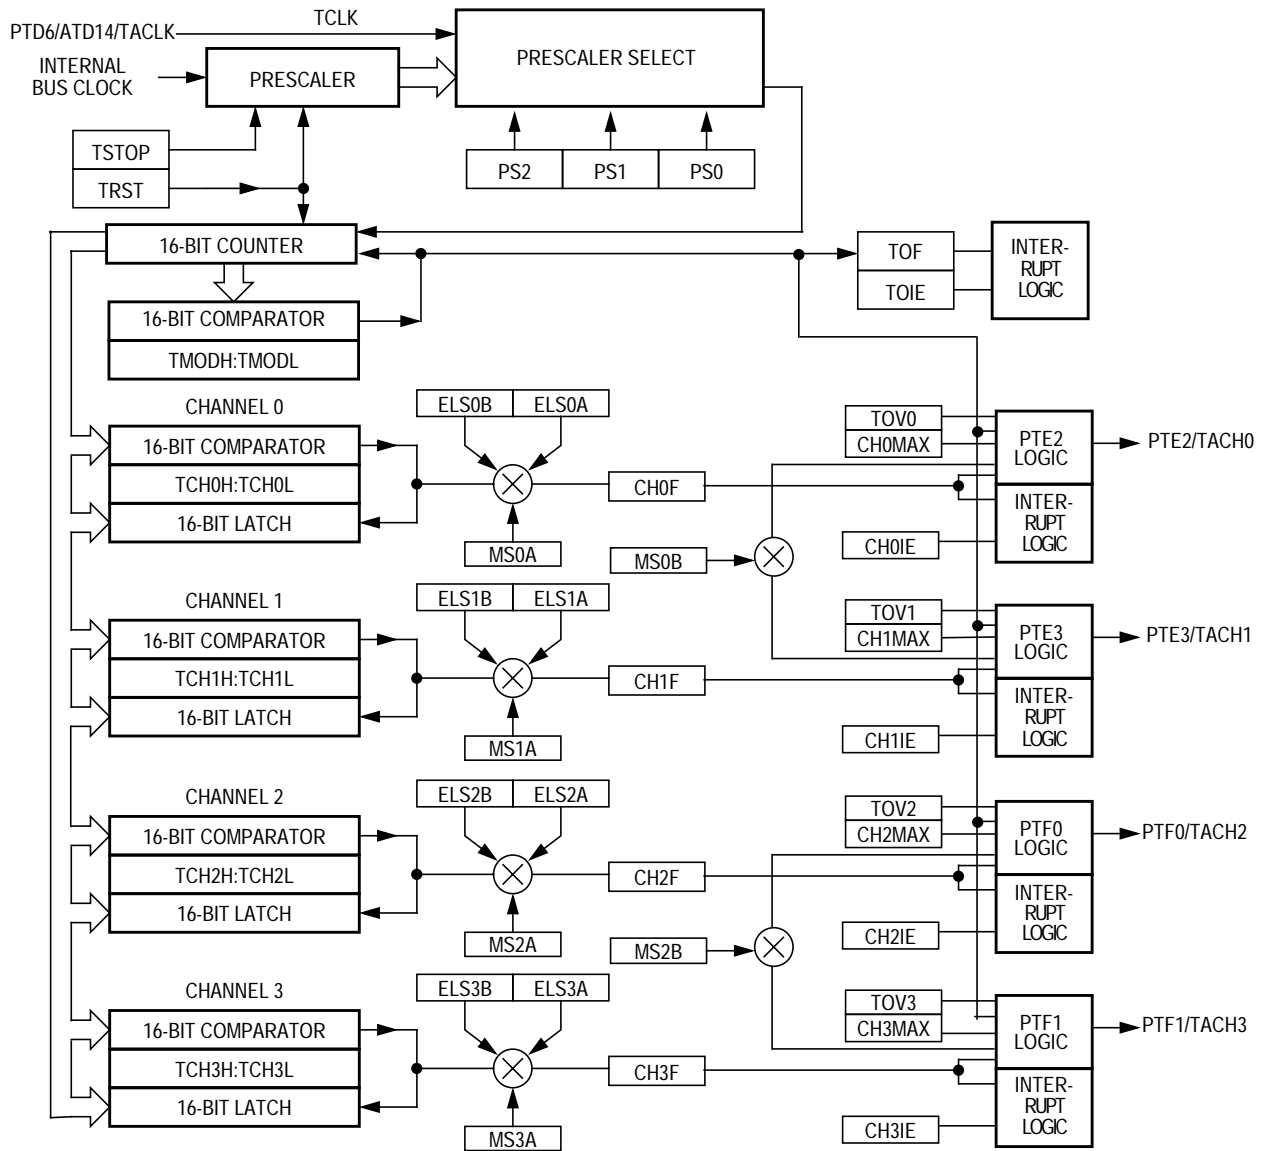 TCLK
PTD6/ATD14/TACLK
PRESCALER SELECT
INTERNAL
BUS CLOCK
PRESCALER
TSTOP
TRST
PS2 PS1 PS0
16-BIT COUNTER
TOF
TOIE
INTER-
RUPT
LOGIC
16-BIT COMPARATOR
TMODH:TMODL
CHANNEL 0
16-BIT COMPARATOR
TCH0H:TCH0L
16-BIT LATCH
ELS0B ELS0A
MS0A
CH0F
MS0B
TOV0
CH0MAX
CH0IE
PTE2
LOGIC
INTER-
RUPT
LOGIC
PTE2/TACH0
CHANNEL 1
16-BIT COMPARATOR
TCH1H:TCH1L
16-BIT LATCH
ELS1B ELS1A
MS1A
CH1F
TOV1
CH1MAX
CH1IE
PTE3
LOGIC
INTER-
RUPT
LOGIC
PTE3/TACH1
CHANNEL 2
16-BIT COMPARATOR
TCH2H:TCH2L
16-BIT LATCH
ELS2B ELS2A
MS2A
CH2F
MS2B
TOV2
CH2MAX
CH2IE
PTF0
LOGIC
INTER-
RUPT
LOGIC
PTF0/TACH2
CHANNEL 3
16-BIT COMPARATOR
TCH3H:TCH3L
16-BIT LATCH
ELS3B ELS3A
MS3A
CH3F
TOV3
CH3MAX
CH3IE
PTF1
LOGIC
INTER-
RUPT
LOGIC
PTF1/TACH3